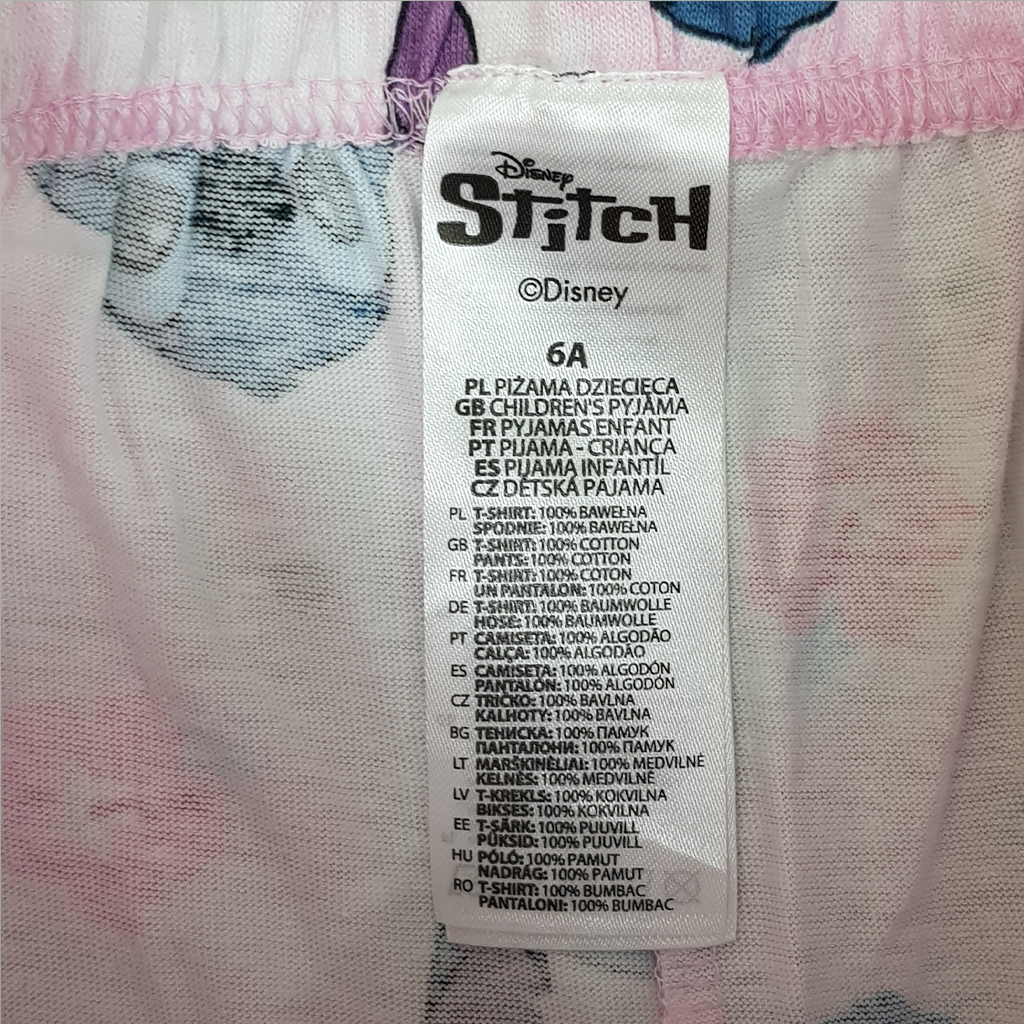 Disney
Stitch
©Disney
6A
PL PIŻAMA DZIECIĘCA
GB CHILDREN'S PYJAMA
FR PYJAMAS ENFANT
PT PIJAMA - CRIANÇA
ES PIJAMA INFANTIL
CZ DĚTSKÁ PAJAMA
PL T-SHIRT: 100% BAWEŁNA
SPODNIE: 100% BAWEŁNA
GB T-SHIRT: 100% COTTON
PANTS: 100% COTTON
FR T-SHIRT: 100% COTON
UN PANTALON: 100% COTON
DE T-SHIRT: 100% BAUMWOLLE
HOSE: 100% BAUMWOLLE
PT CAMISETA: 100% ALGODÃO
CALÇA: 100% ALGODÃO
ES CAMISETA: 100% ALGODÓN
PANTALÓN: 100% ALGODÓN
CZ TRIČKO: 100% BAVLNA
KALHOTY: 100% BAVLNA
BG ТЕНИСКА: 100% ПАМУК
ПАНТАЛОНИ: 100% ПАМУК
LT MARŠKINĖLIAI: 100% MEDVILNĖ
KELNĖS: 100% MEDVILNĖ
LV T-KREKLS: 100% KOKVILNA
BIKSES: 100% KOKVILNA
EE T-SÄRK: 100% PUUVILL
PÜKSID: 100% PUUVILL
HU PÓLÓ: 100% PAMUT
NADRÁG: 100% PAMUT
RO T-SHIRT: 100% BUMBAC
PANTALONI: 100% BUMBAC